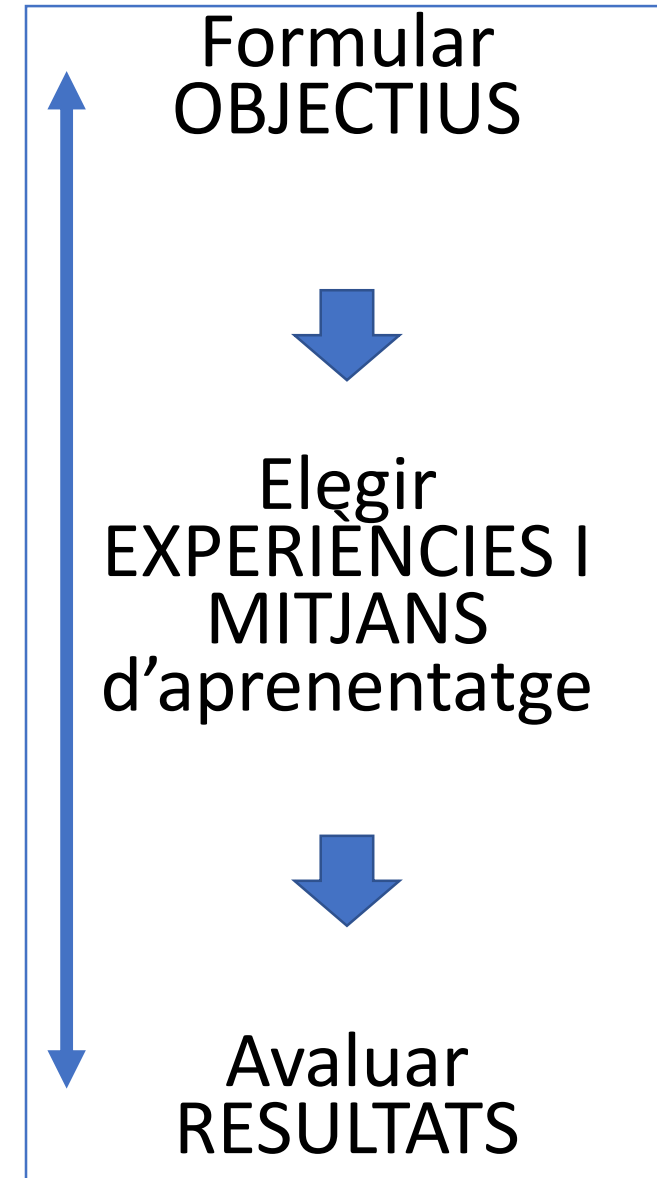 Formular
OBJECTIUS
Elegir
EXPERIÈNCIES I
MITJANS
d’aprenentatge
Avaluar
RESULTATS